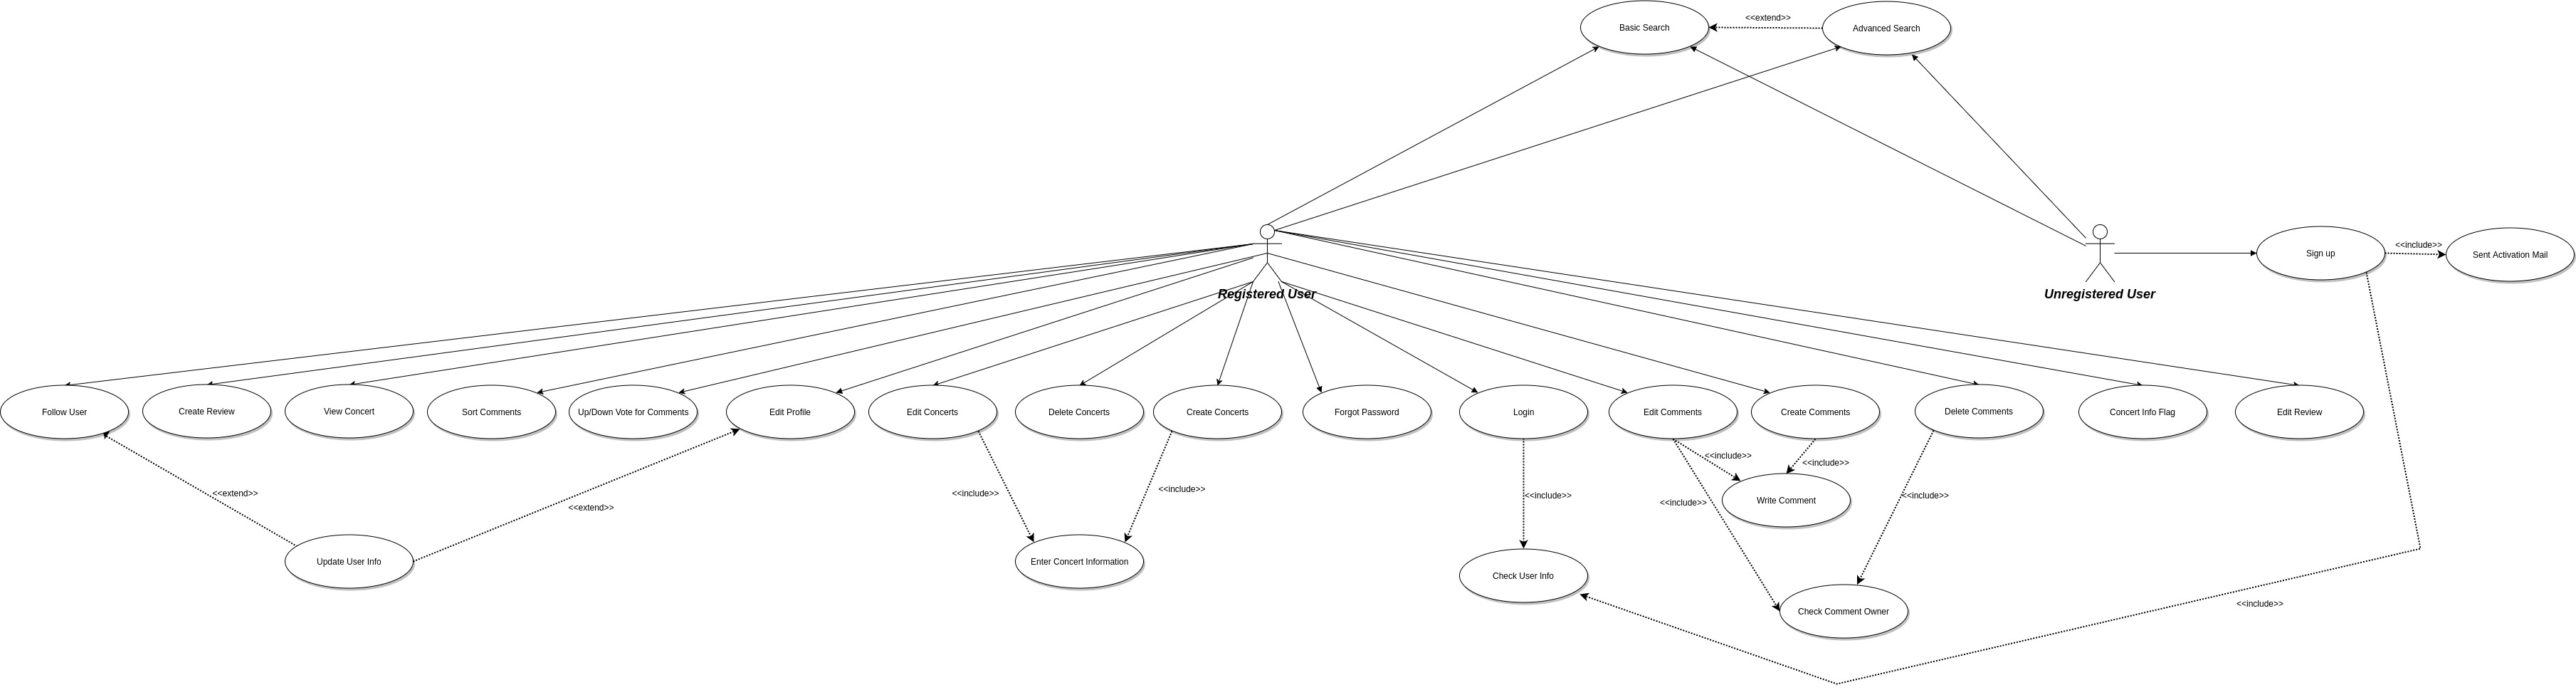 Basic Search
<<extend>>
Advanced Search
Registered User
Unregistered User
Sign up
<<include>>
Sent Activation Mail
Follow User
Create Review
View Concert
Sort Comments
Up/Down Vote for Comments
Edit Profile
Edit Concerts
Delete Concerts
Create Concerts
Forgot Password
Login
Edit Comments
Create Comments
Delete Comments
Concert Info Flag
Edit Review
<<extend>>
<<extend>>
<<include>>
<<include>>
<<include>>
<<include>>
<<include>>
<<include>>
<<include>>
Write Comment
Update User Info
Enter Concert Information
Check User Info
Check Comment Owner
<<include>>